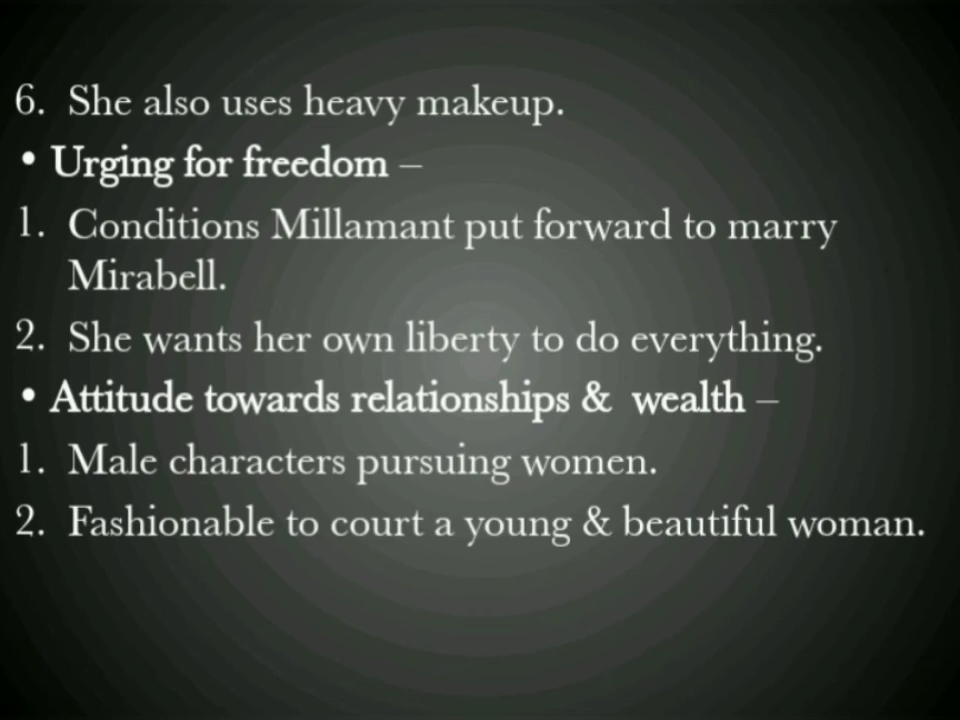 6. She also uses heavy makeup.
• Urging for freedom –
1. Conditions Millamant put forward to marry
Mirabell.
2. She wants her own liberty to do everything.
• Attitude towards relationships & wealth –
1. Male characters pursuing women.
2. Fashionable to court a young & beautiful woman.